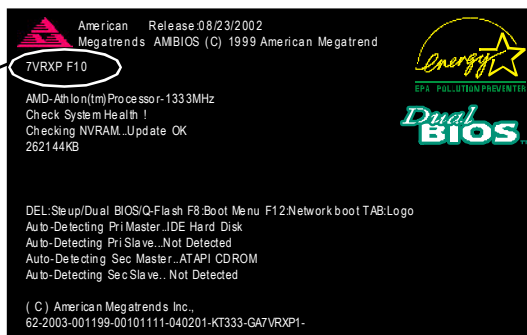 American Release:08/23/2002
Megatrends AMIBIOS (C) 1999 American Megatrend
7VRXP F10
energy
EPA POLLUTION PREVENTER
AMD-Athlon(tm)Processor-1333MHz
Check System Health !
Checking NVRAM..Update OK
262144KB
Dual
BIOS TM
DEL:Steup/Dual BIOS/Q-Flash F8:Boot Menu F12:Network boot TAB:Logo
Auto-Detecting Pri Master..IDE Hard Disk
Auto-Detecting Pri Slave...Not Detected
Auto-Detecting Sec Master..ATAPI CDROM
Auto-Detecting Sec Slave.. Not Detected
( C ) American Megatrends Inc.,
62-2003-001199-00101111-040201-KT333-GA7VRXP1-